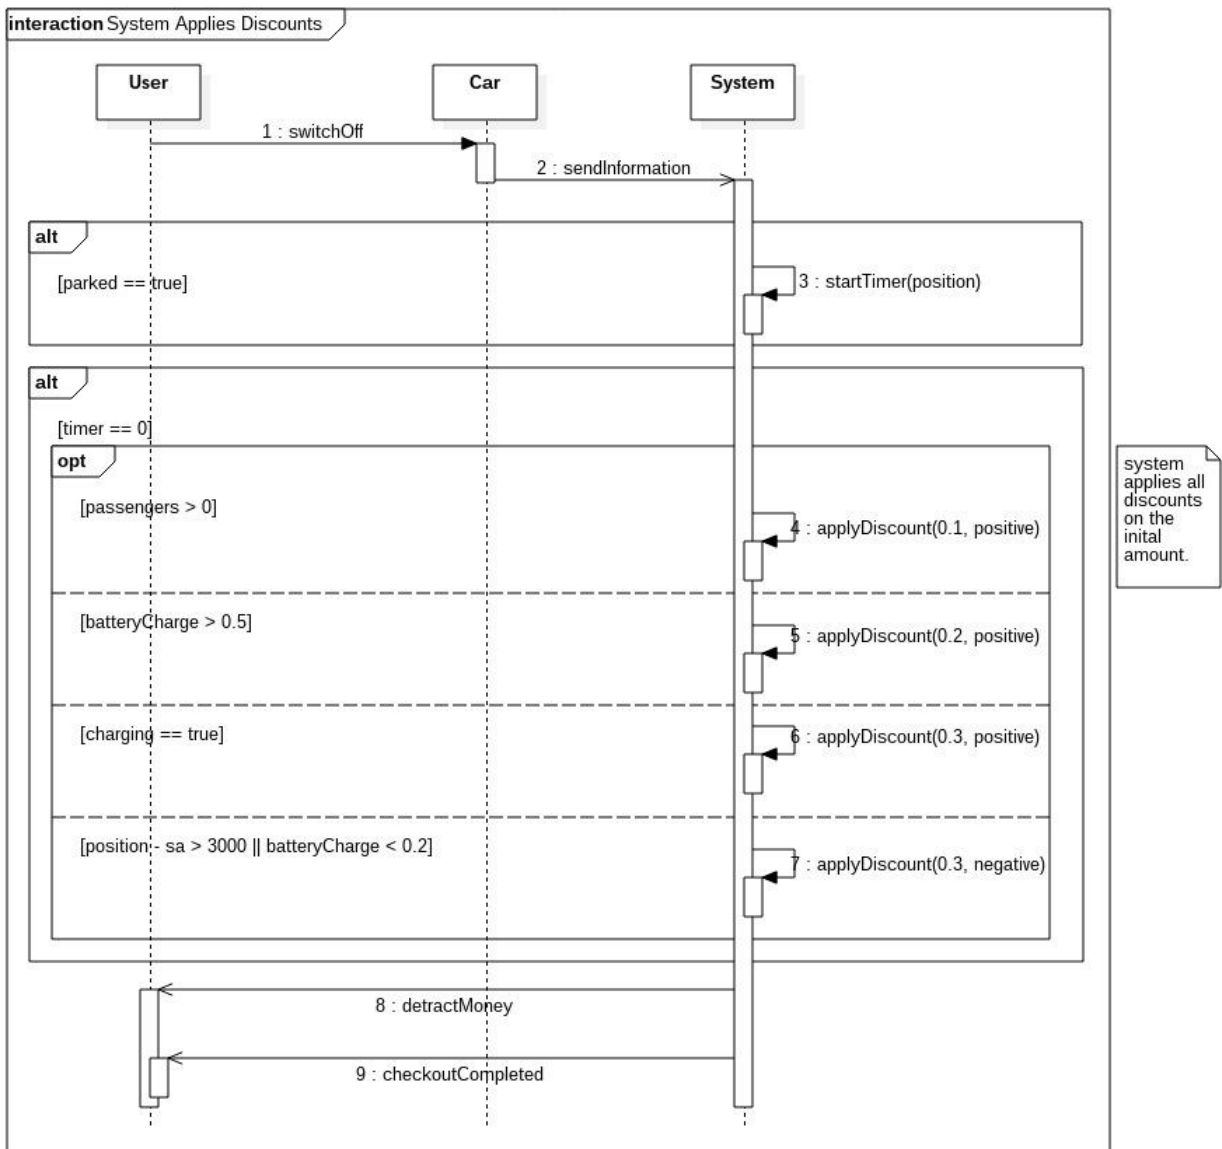 interaction System Applies Discounts
User
Car
System
1 : switchOff
2 : sendInformation
alt
[parked == true]
3 : startTimer(position)
alt
[timer == 0]
opt
[passengers > 0]
4 : applyDiscount(0.1, positive)
[batteryCharge > 0.5]
5 : applyDiscount(0.2, positive)
[charging == true]
6 : applyDiscount(0.3, positive)
[position - sa > 3000 || batteryCharge < 0.2]
7 : applyDiscount(0.3, negative)
8 : detractMoney
9 : checkoutCompleted
system
applies all
discounts
on the
inital
amount.